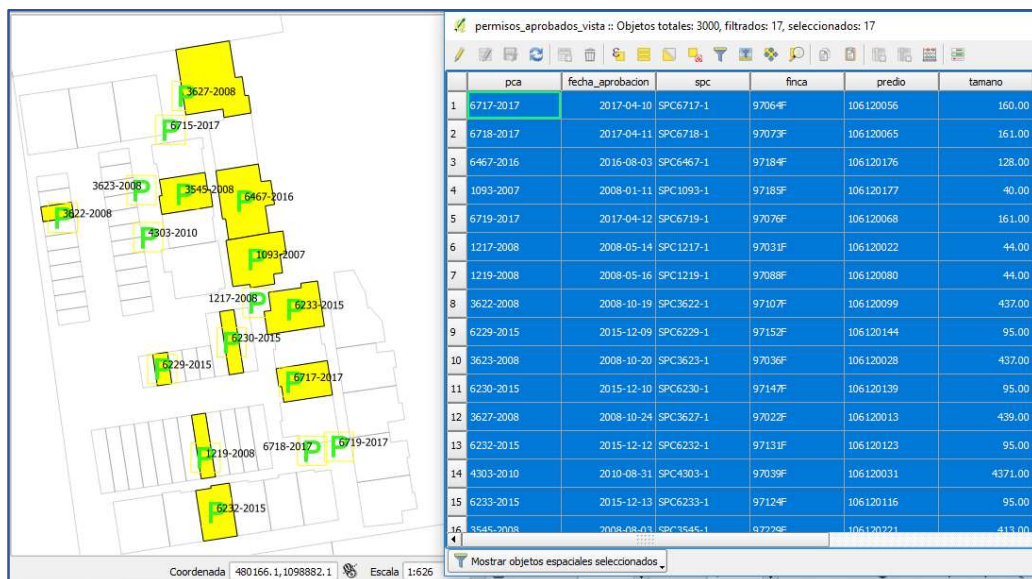 permisos_aprobados_vista :: Objetos totales: 3000, filtrados: 17, seleccionados: 17
pca fecha_aprobacion spc finca predio tamano
1 6717-2017 2017-04-10 SPC6717-1 97064F 106120056 160.00
2 6718-2017 2017-04-11 SPC6718-1 97073F 106120065 161.00
3 6467-2016 2016-08-03 SPC6467-1 97184F 106120176 128.00
4 1093-2007 2008-01-11 SPC1093-1 97185F 106120177 40.00
5 6719-2017 2017-04-12 SPC6719-1 97076F 106120068 161.00
6 1217-2008 2008-05-14 SPC1217-1 97031F 106120022 44.00
7 1219-2008 2008-05-16 SPC1219-1 97088F 106120080 44.00
8 3622-2008 2008-10-19 SPC3622-1 97107F 106120099 437.00
9 6229-2015 2015-12-09 SPC6229-1 97152F 106120144 95.00
10 3623-2008 2008-10-20 SPC3623-1 97036F 106120028 437.00
11 6230-2015 2015-12-10 SPC6230-1 97147F 106120139 95.00
12 3627-2008 2008-10-24 SPC3627-1 97022F 106120013 439.00
13 6232-2015 2015-12-12 SPC6232-1 97131F 106120123 95.00
14 4303-2010 2010-08-31 SPC4303-1 97039F 106120031 4371.00
15 6233-2015 2015-12-13 SPC6233-1 97124F 106120116 95.00
16 3545-2008 2008-08-03 SPC3545-1 97229F 106120221 413.00
Mostrar objetos espaciales seleccionados
P 3627-2008
P 6715-2017
3623-2008 P
P 3545-2008
P 6467-2016
P 3622-2008
P 4303-2010
P 1093-2007
1217-2008 P
P 6233-2015
P 6230-2015
P 6229-2015
P 6717-2017
P 1219-2008
6718-2017 P
P 6719-2017
P 6232-2015
Coordenada 480166.1,1098882.1 Escala 1:626